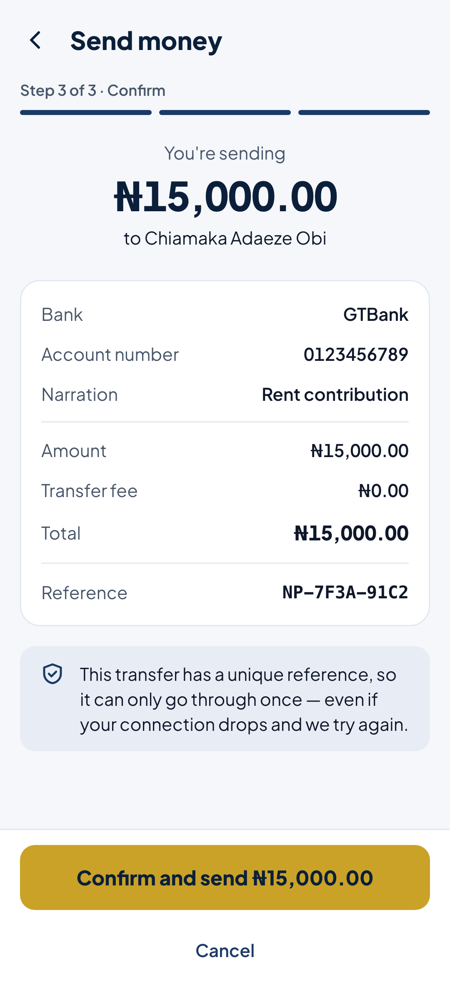 Send money
Step 3 of 3 · Confirm
You're sending
₦15,000.00
to Chiamaka Adaeze Obi
Bank GTBank
Account number 0123456789
Narration Rent contribution
Amount ₦15,000.00
Transfer fee ₦0.00
Total ₦15,000.00
Reference NP-7F3A-91C2
This transfer has a unique reference, so
it can only go through once — even if
your connection drops and we try again.
Confirm and send ₦15,000.00
Cancel